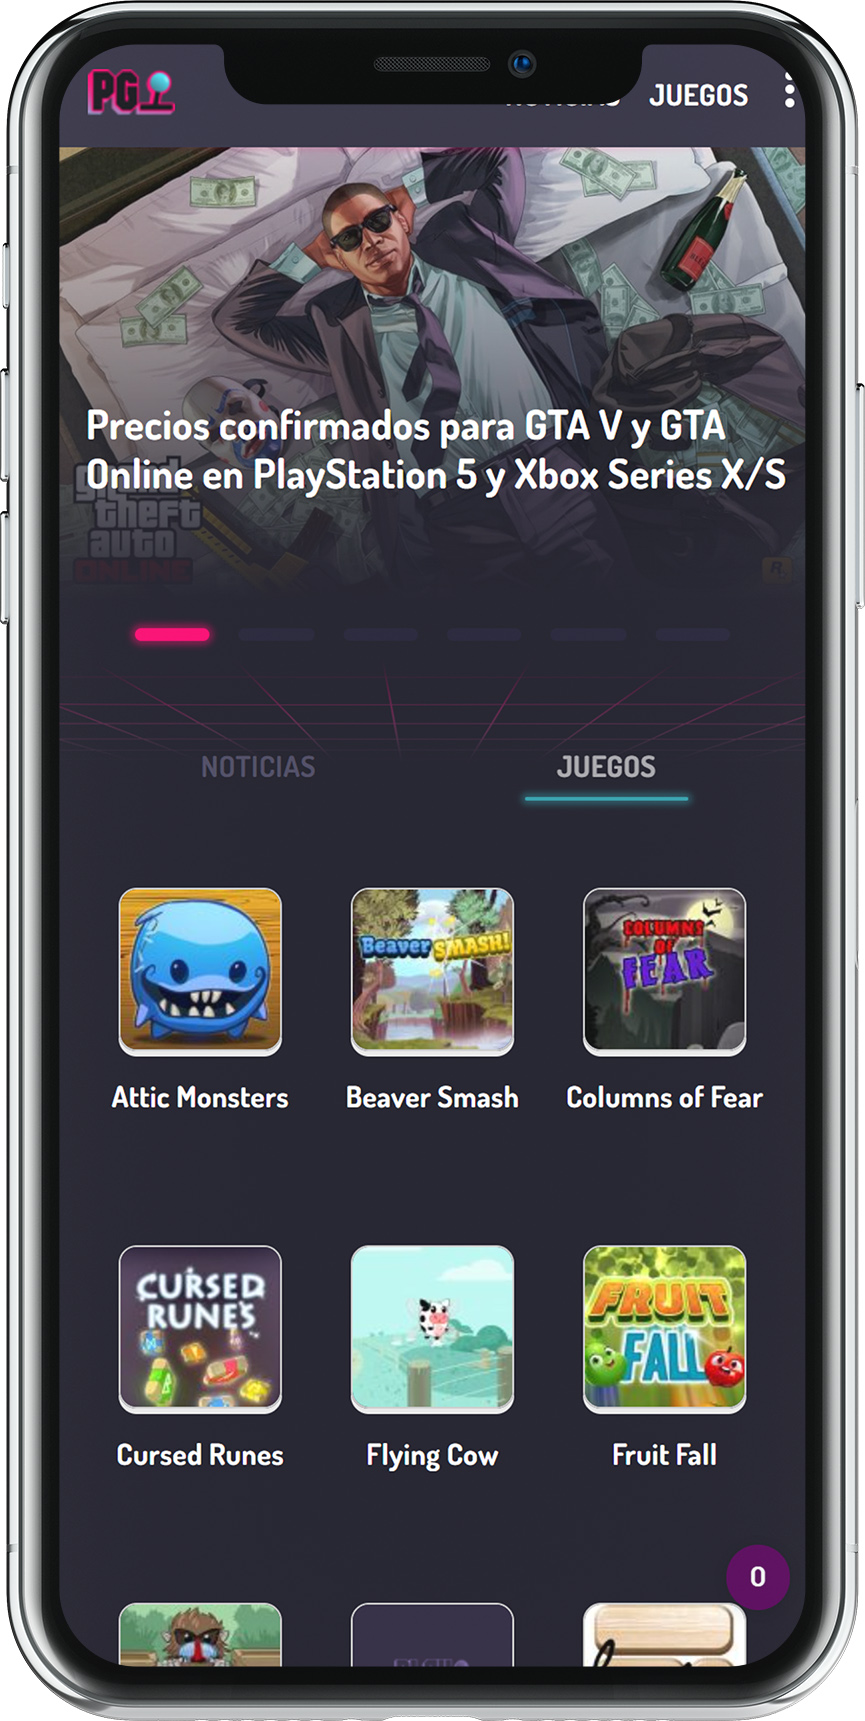 PG
NOTICIAS JUEGOS
Precios confirmados para GTA V y GTA
Online en PlayStation 5 y Xbox Series X/S
grand
theft
auto
ONLINE
R
NOTICIAS JUEGOS
Beaver SMASH!
COLUMNS
OF
FEAR
Attic Monsters Beaver Smash Columns of Fear
CURSED
RUNES
FRUIT
FALL
Cursed Runes Flying Cow Fruit Fall
0